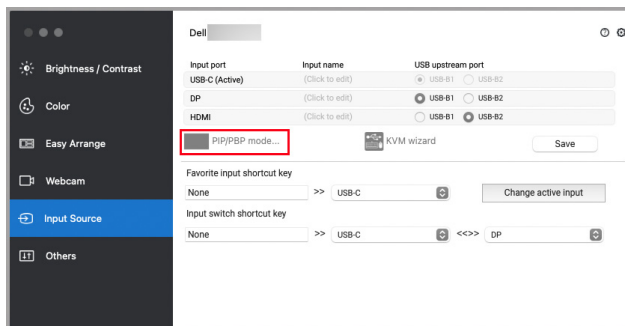 Dell
Brightness / Contrast
Color
Easy Arrange
Webcam
Input Source
Others
Input port Input name USB upstream port
USB-C (Active) (Click to edit) USB-B1 USB-B2
DP (Click to edit) USB-B1 USB-B2
HMDI (Click to edit) USB-B1 USB-B2
PIP/PBP mode... KVM wizard Save
Favorite input shortcut key
None >> USB-C Change active input
Input switch shortcut key
None >> USB-C <<>> DP